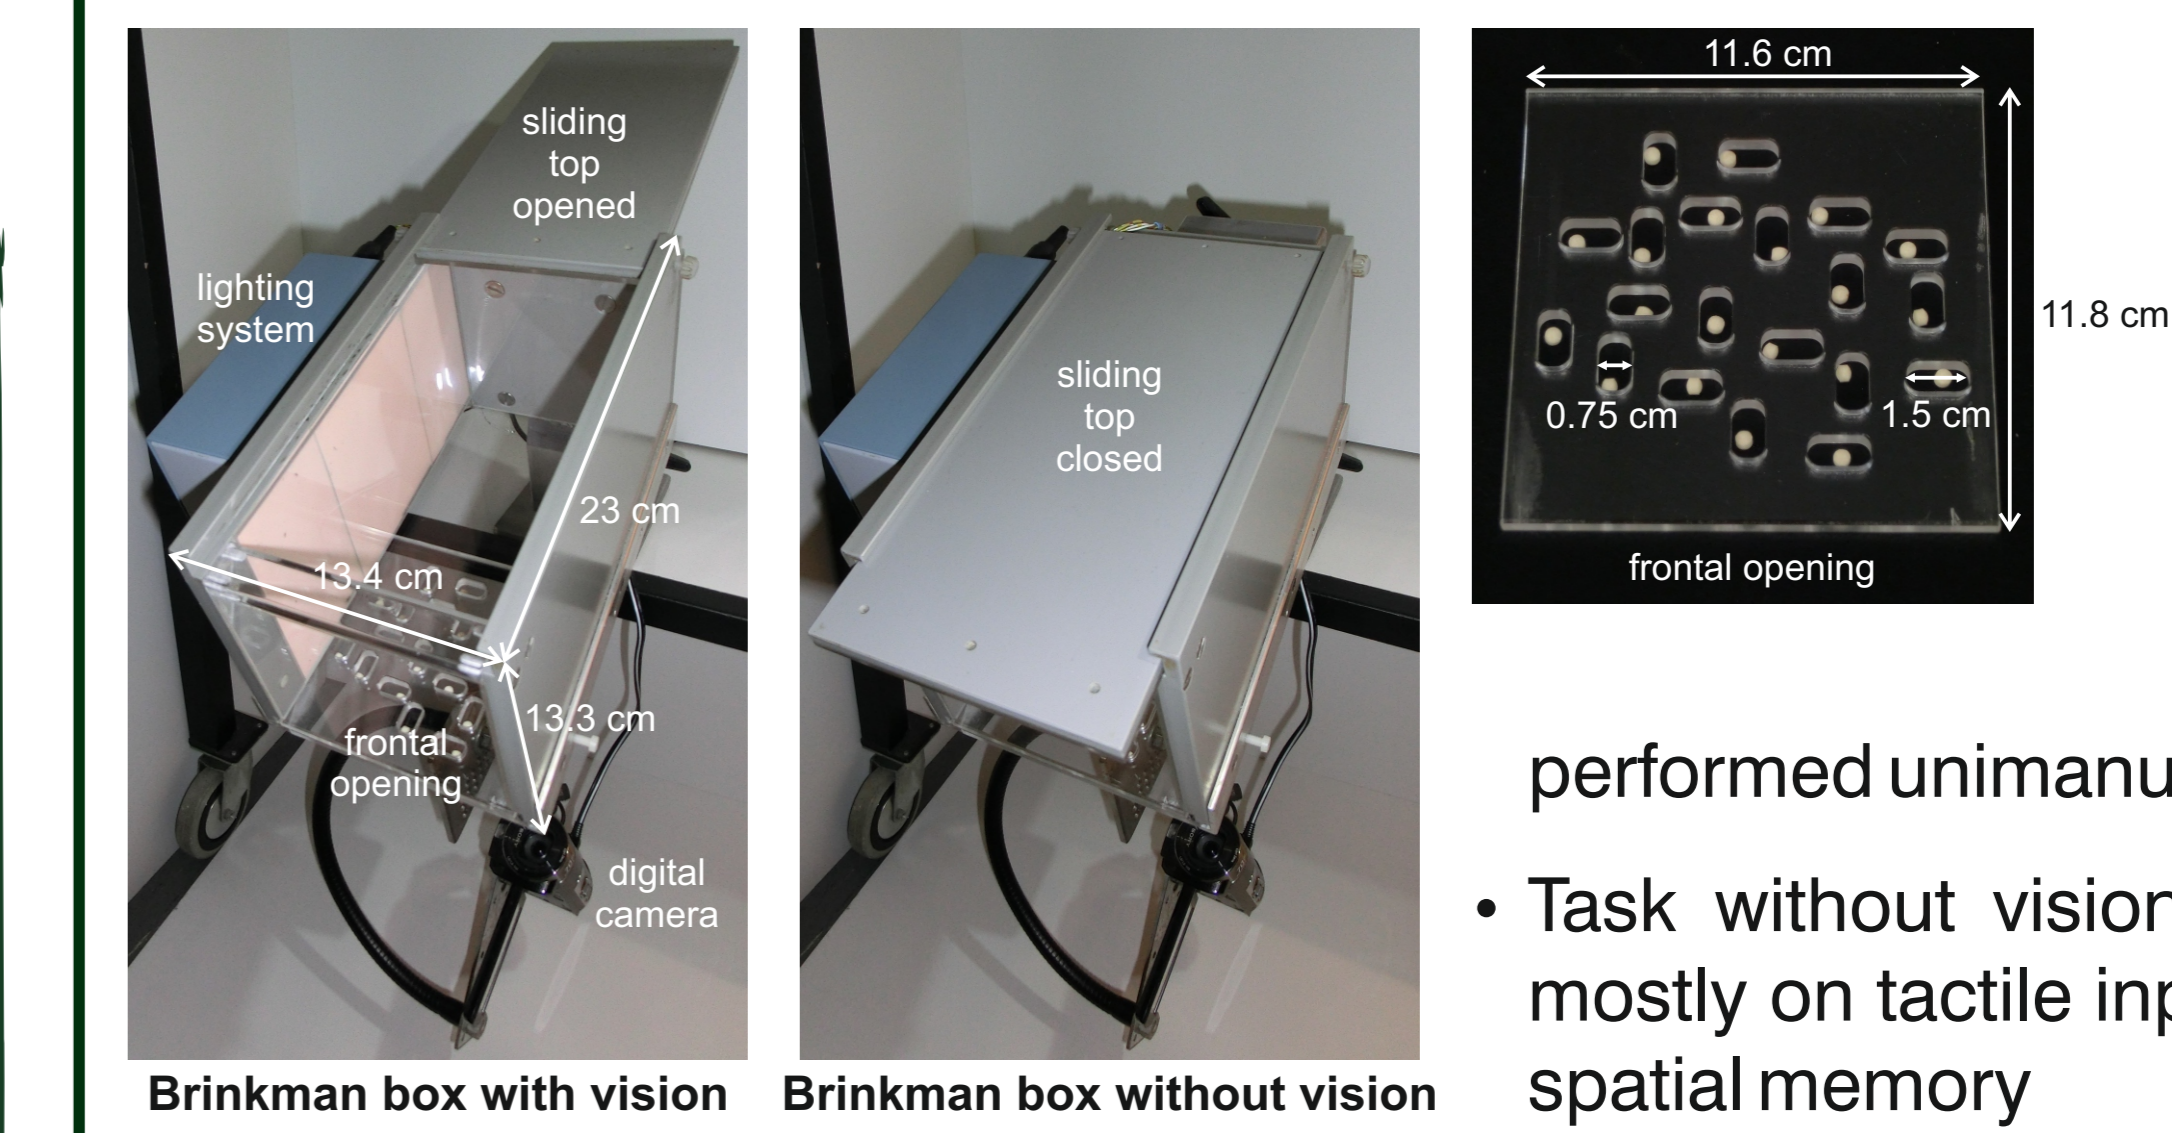 sliding
top
opened
lighting
system
23 cm
13.4 cm
13.3 cm
frontal
opening
digital
camera
Brinkman box with vision
sliding
top
closed
Brinkman box without vision
11.6 cm
11.8 cm
0.75 cm
1.5 cm
frontal opening
performed
• Task without vision
mostly on tactile
spatial memory